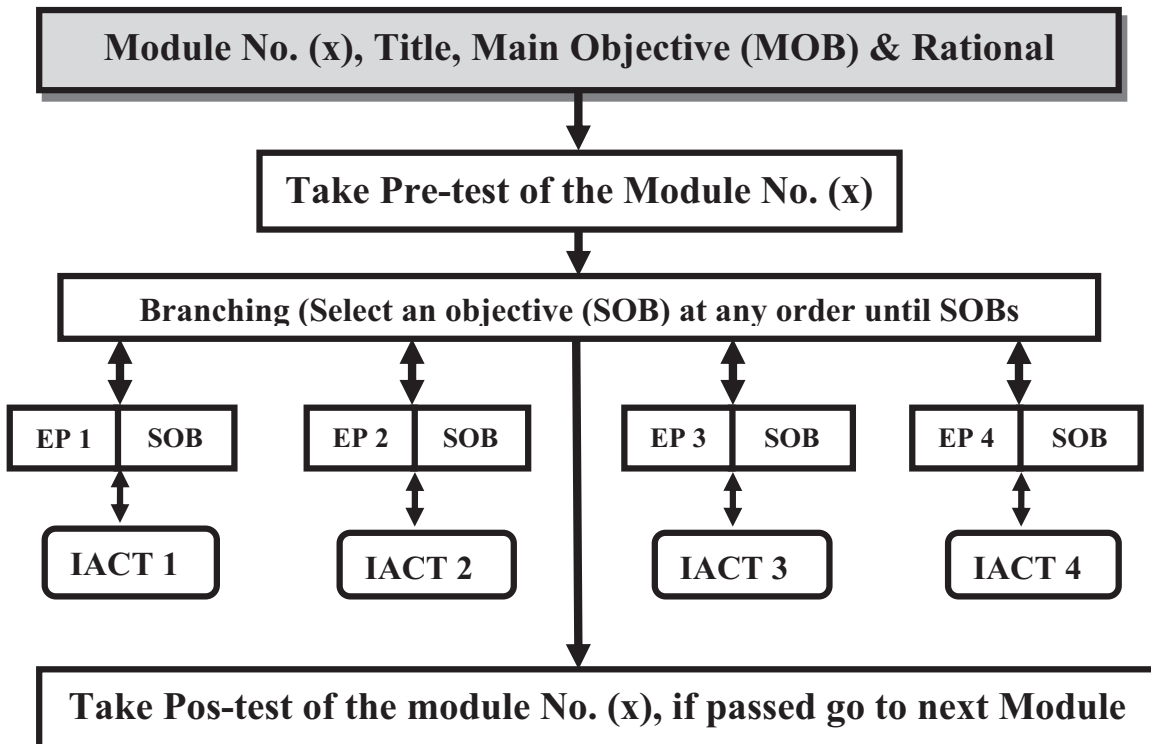 Module No. (x), Title, Main Objective (MOB) & Rational
Take Pre-test of the Module No. (x)
Branching (Select an objective (SOB) at any order until SOBs
EP 1 SOB EP 2 SOB EP 3 SOB EP 4 SOB
IACT 1 IACT 2 IACT 3 IACT 4
Take Pos-test of the module No. (x), if passed go to next Module